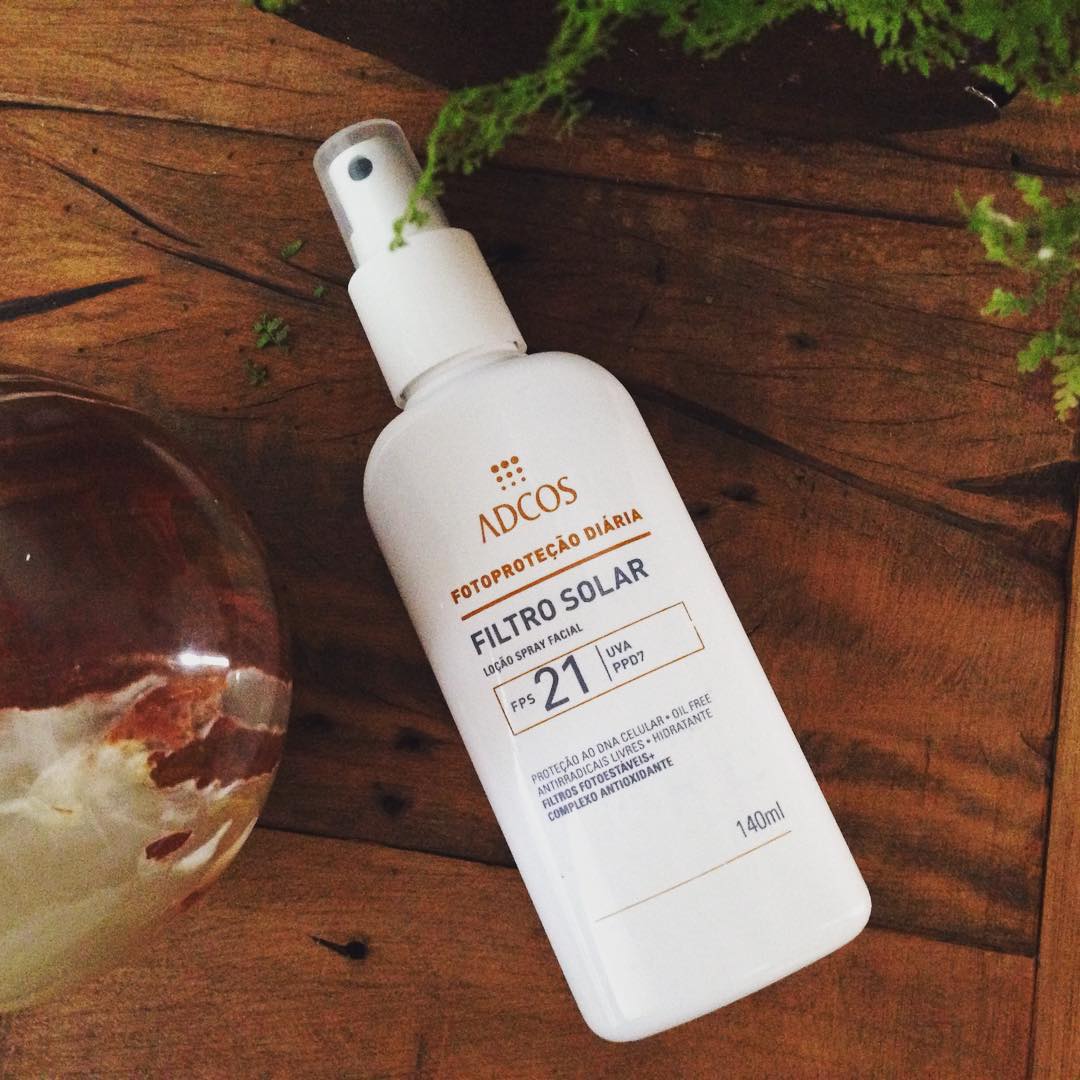 ADCOS
FOTOPROTEÇÃO DIÁRIA
FILTRO SOLAR
LOÇÃO SPRAY FACIAL
FPS 21 UVA
PPD7
PROTEÇÃO AO DNA CELULAR • OIL FREE
ANTIRRADICAIS LIVRES • HIDRATANTE
FILTROS FOTOESTÁVEIS+
COMPLEXO ANTIOXIDANTE
140ml